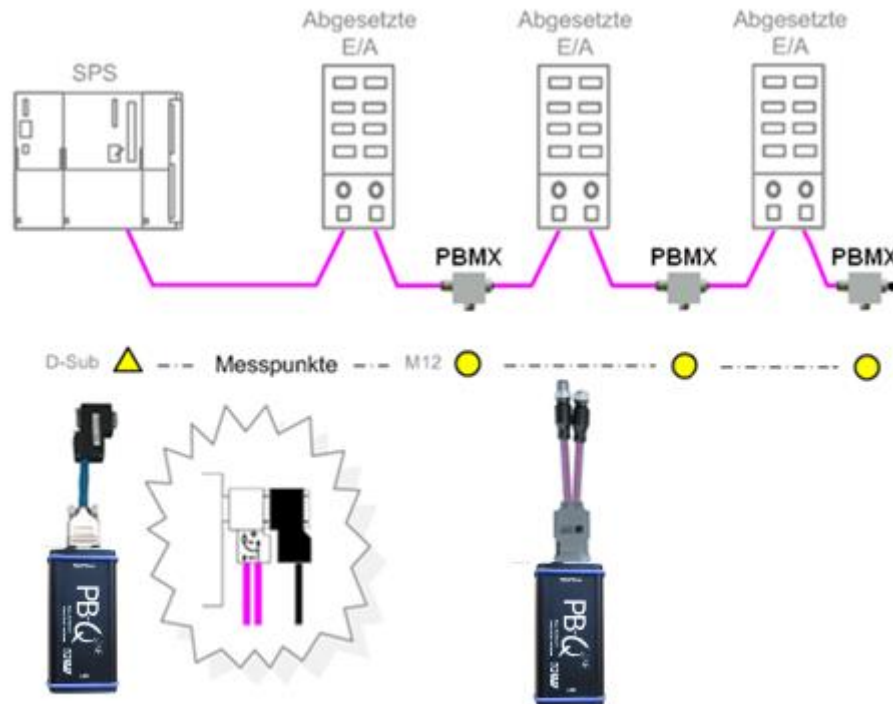 Abgesetzte
E/A
Abgesetzte
E/A
Abgesetzte
E/A
SPS
PBMX
PBMX
PBMX
D-Sub
Messpunkte
M12
PB-Q
PB-Q